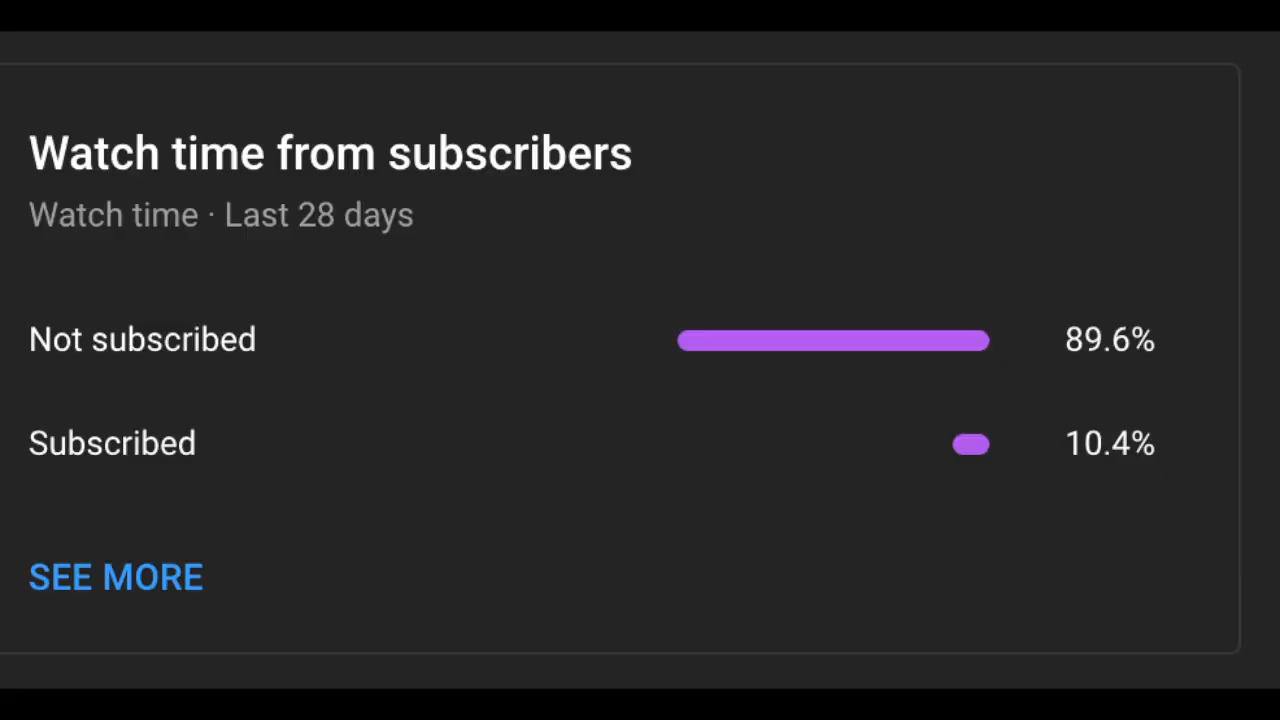 Watch time from subscribers
Watch time · Last 28 days
Not subscribed 89.6%
Subscribed 10.4%
SEE MORE